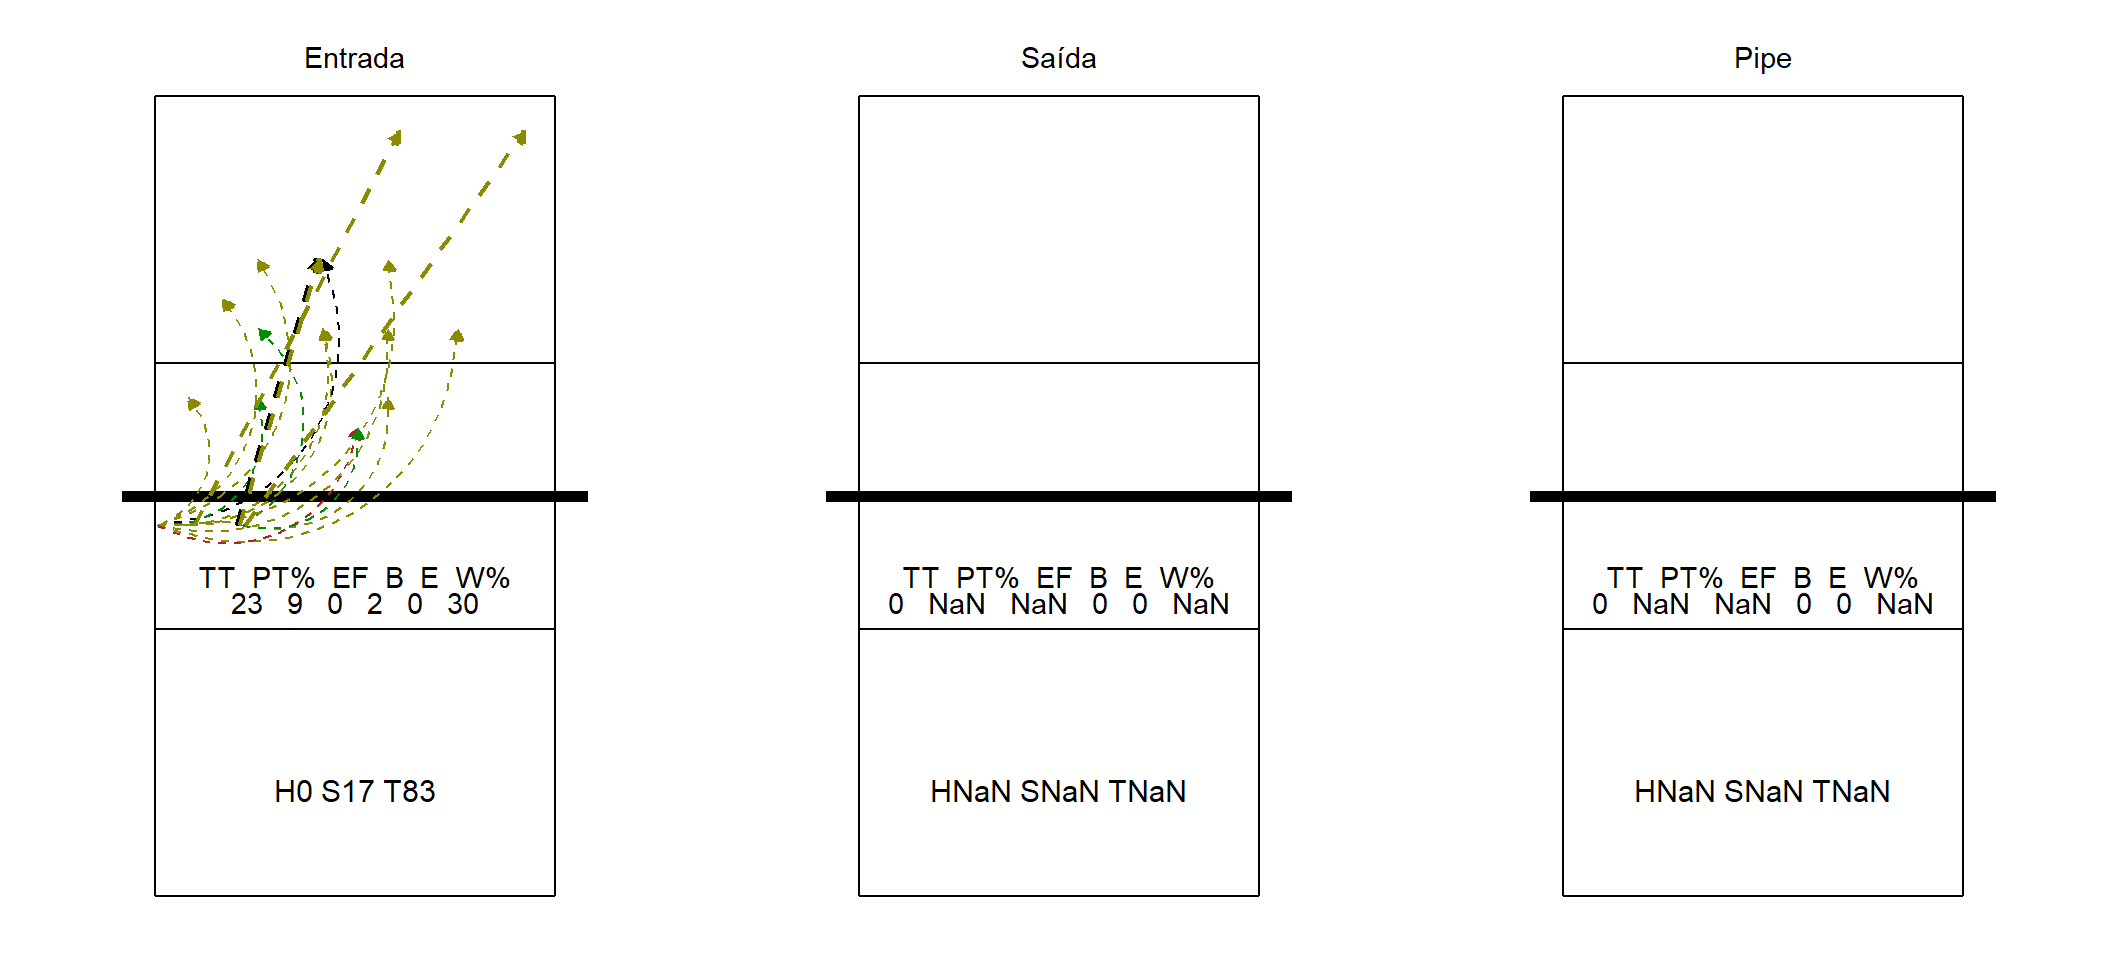 Entrada
TT PT% EF B E W%
23 9 0 2 0 30
H0 S17 T83
Saída
TT PT% EF B E W%
0 NaN NaN 0 0 NaN
HNaN SNaN TNaN
Pipe
TT PT% EF B E W%
0 NaN NaN 0 0 NaN
HNaN SNaN TNaN